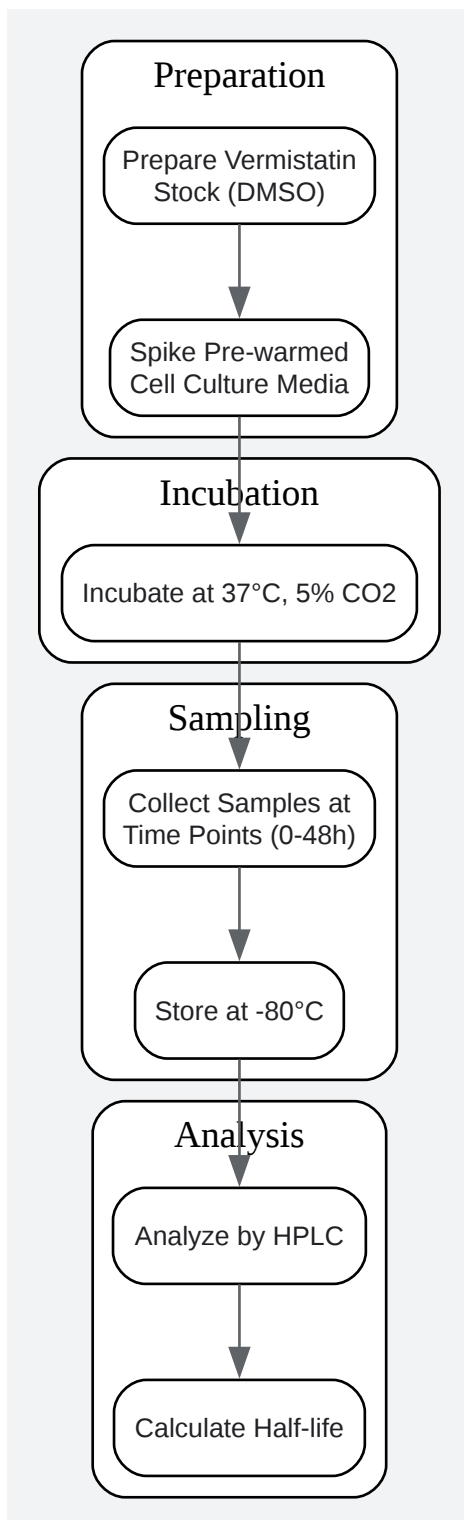 Preparation
Prepare Vermistatin
Stock (DMSO)
Spike Pre-warmed
Cell Culture Media
Incubation
Incubate at 37°C, 5% CO2
Sampling
Collect Samples at
Time Points (0-48h)
Store at -80°C
Analysis
Analyze by HPLC
Calculate Half-life